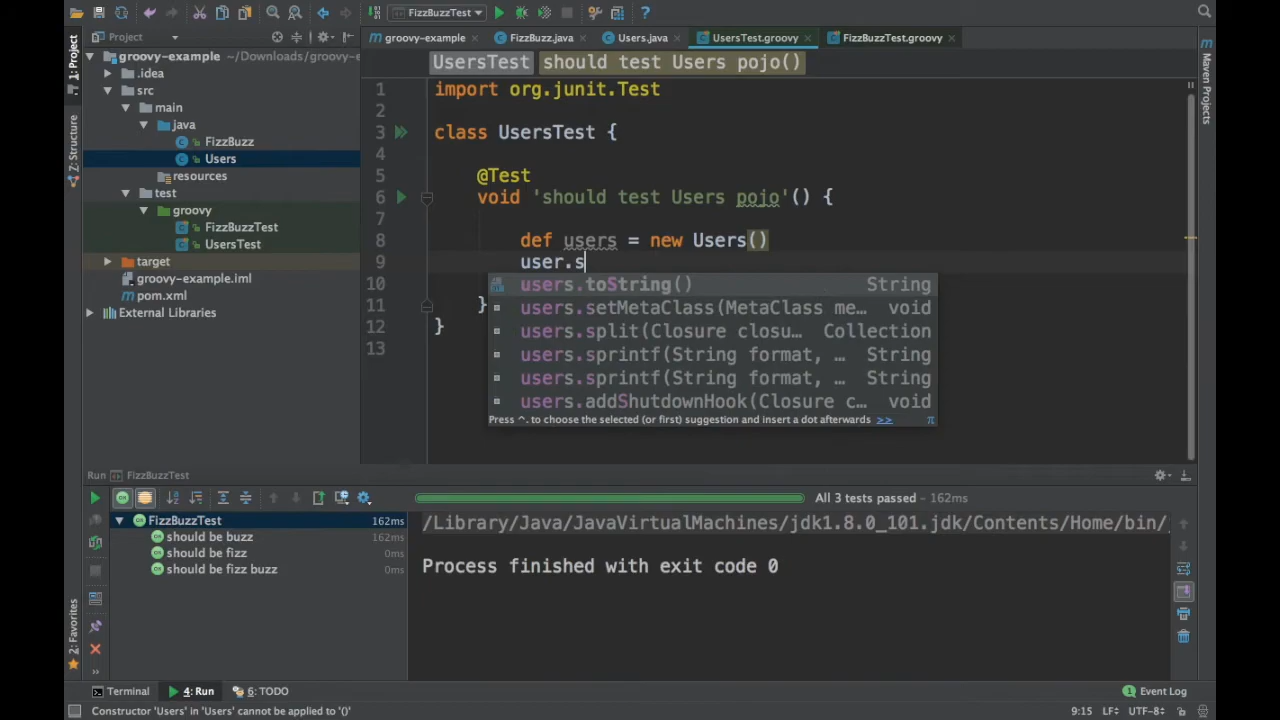 FizzBuzzTest
Project
groovy-example
FizzBuzz.java
Users.java
UsersTest.groovy
FizzBuzzTest.groovy
1: Project
Z: Structure
2: Favorites
Maven Projects
groovy-example ~/Downloads/groovy-e
.idea
src
main
java
FizzBuzz
Users
resources
test
groovy
FizzBuzzTest
UsersTest
target
groovy-example.iml
pom.xml
External Libraries
UsersTest should test Users pojo()
1 import org.junit.Test
2
3 class UsersTest {
4
5 @Test
6 void 'should test Users pojo'() {
7
8 def users = new Users()
9 user.s
10
11 }
12 }
13
users.toString() String
users.setMetaClass(MetaClass me… void
users.split(Closure closu… Collection
users.sprintf(String format, … String
users.sprintf(String format, … String
users.addShutdownHook(Closure c… void
Press ^. to choose the selected (or first) suggestion and insert a dot afterwards >> π
Run FizzBuzzTest
All 3 tests passed – 162ms
FizzBuzzTest 162ms
should be buzz 162ms
should be fizz 0ms
should be fizz buzz 0ms
/Library/Java/JavaVirtualMachines/jdk1.8.0_101.jdk/Contents/Home/bin/
Process finished with exit code 0
Terminal
4: Run
6: TODO
Event Log
Constructor 'Users' in 'Users' cannot be applied to '()'
9:15 LF÷ UTF-8÷